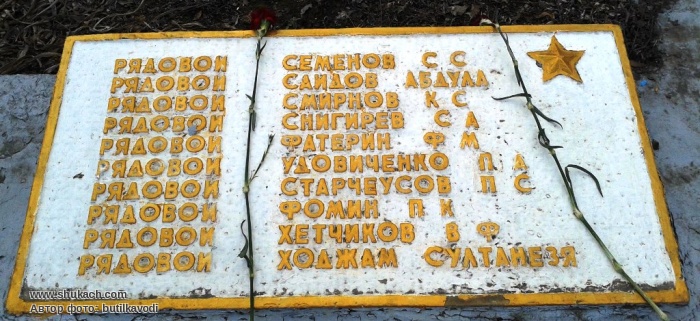 РЯДОВОЙ СЕМЕНОВ С С
РЯДОВОЙ САИДОВ АБДУЛЛ
РЯДОВОЙ СМИРНОВ К С
РЯДОВОЙ СНИГИРЕВ С А
РЯДОВОЙ ФАТЕРИН Ф М
РЯДОВОЙ УДОВИЧЕНКО П Д
РЯДОВОЙ СТАРЧЕУСОВ П С
РЯДОВОЙ ФОМИН П К
РЯДОВОЙ ХЕТЧИКОВ В Ф
РЯДОВОЙ ХОДЖАМ СУЛТАНЕЗЯ
www.shukach.com
Автор фото: butilkavodi